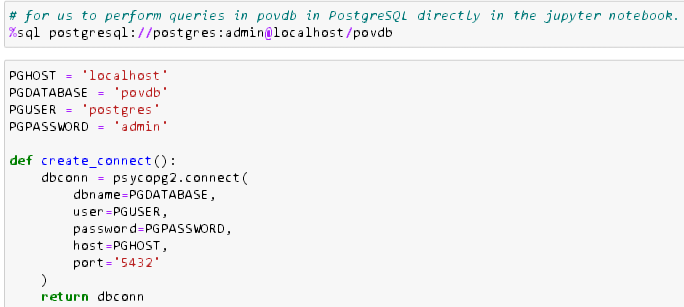 # for us to perform queries in povdb in PostgreSQL directly in the jupyter notebook.
%sql postgresql://postgres:admin@localhost/povdb
PGHOST = 'localhost'
PGDATABASE = 'povdb'
PGUSER = 'postgres'
PGPASSWORD = 'admin'
def create_connect():
    dbconn = psycopg2.connect(
        dbname=PGDATABASE,
        user=PGUSER,
        password=PGPASSWORD,
        host=PGHOST,
        port='5432'
    )
    return dbconn